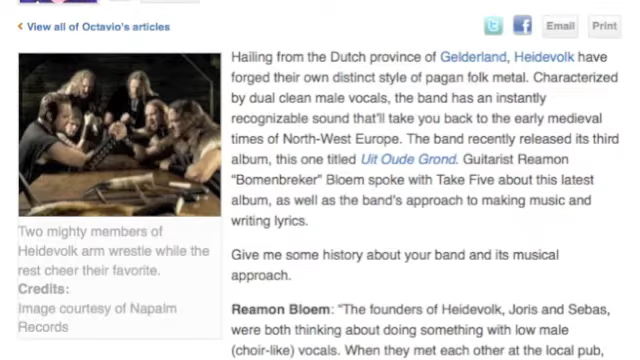 View all of Octavio's articles
Email
Print
Two mighty members of
Heidevolk arm wrestle while the
rest cheer their favorite.
Credits:
Image courtesy of Napalm
Records
Hailing from the Dutch province of Gelderland, Heidevolk have
forged their own distinct style of pagan folk metal. Characterized
by dual clean male vocals, the band has an instantly
recognizable sound that'll take you back to the early medieval
times of North-West Europe. The band recently released its third
album, this one titled Uit Oude Grond. Guitarist Reamon
“Bomenbreker” Bloem spoke with Take Five about this latest
album, as well as the band's approach to making music and
writing lyrics.
Give me some history about your band and its musical
approach.
Reamon Bloem: “The founders of Heidevolk, Joris and Sebas,
were both thinking about doing something with low male
(choir-like) vocals. When they met each other at the local pub,